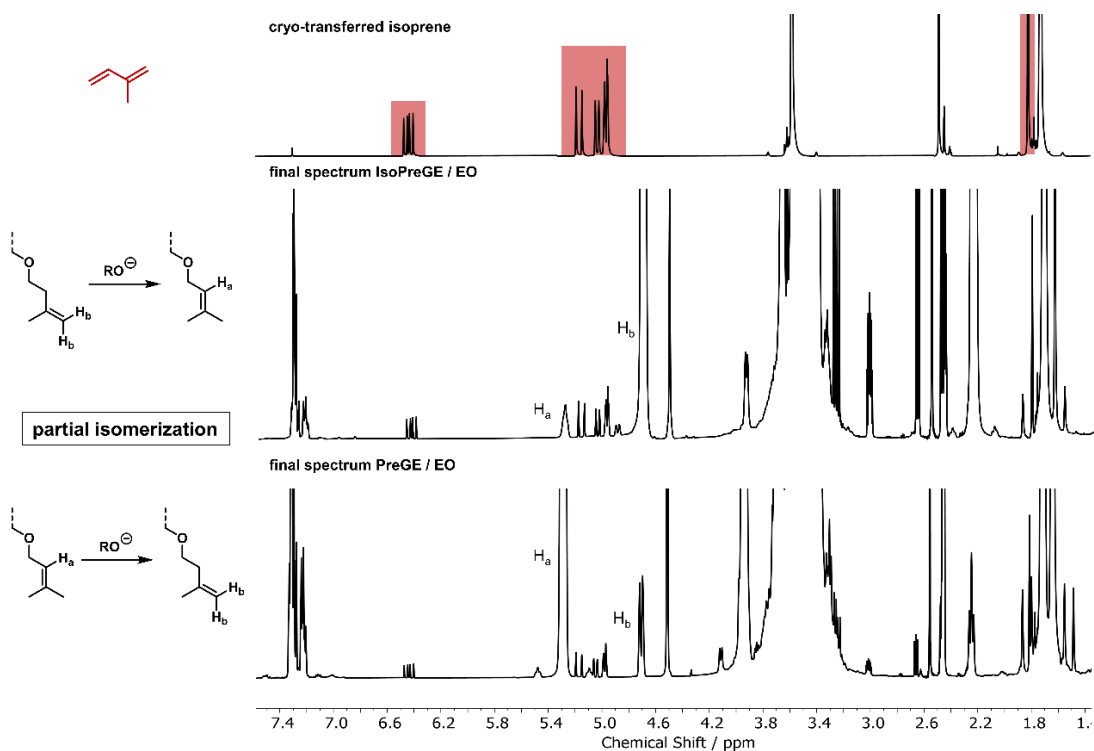 cryo-transferred isoprene
final spectrum IsoPreGE / EO
O
RO⊖
O
Ha
Hb
Hb
Ha
Hb
partial isomerization
final spectrum PreGE / EO
O
Ha
RO⊖
O
Hb
Hb
Ha
Hb
7.4 7.0 6.6 6.2 5.8 5.4 5.0 4.6 4.2 3.8 3.4 3.0 2.6 2.2 1.8 1.4
Chemical Shift / ppm